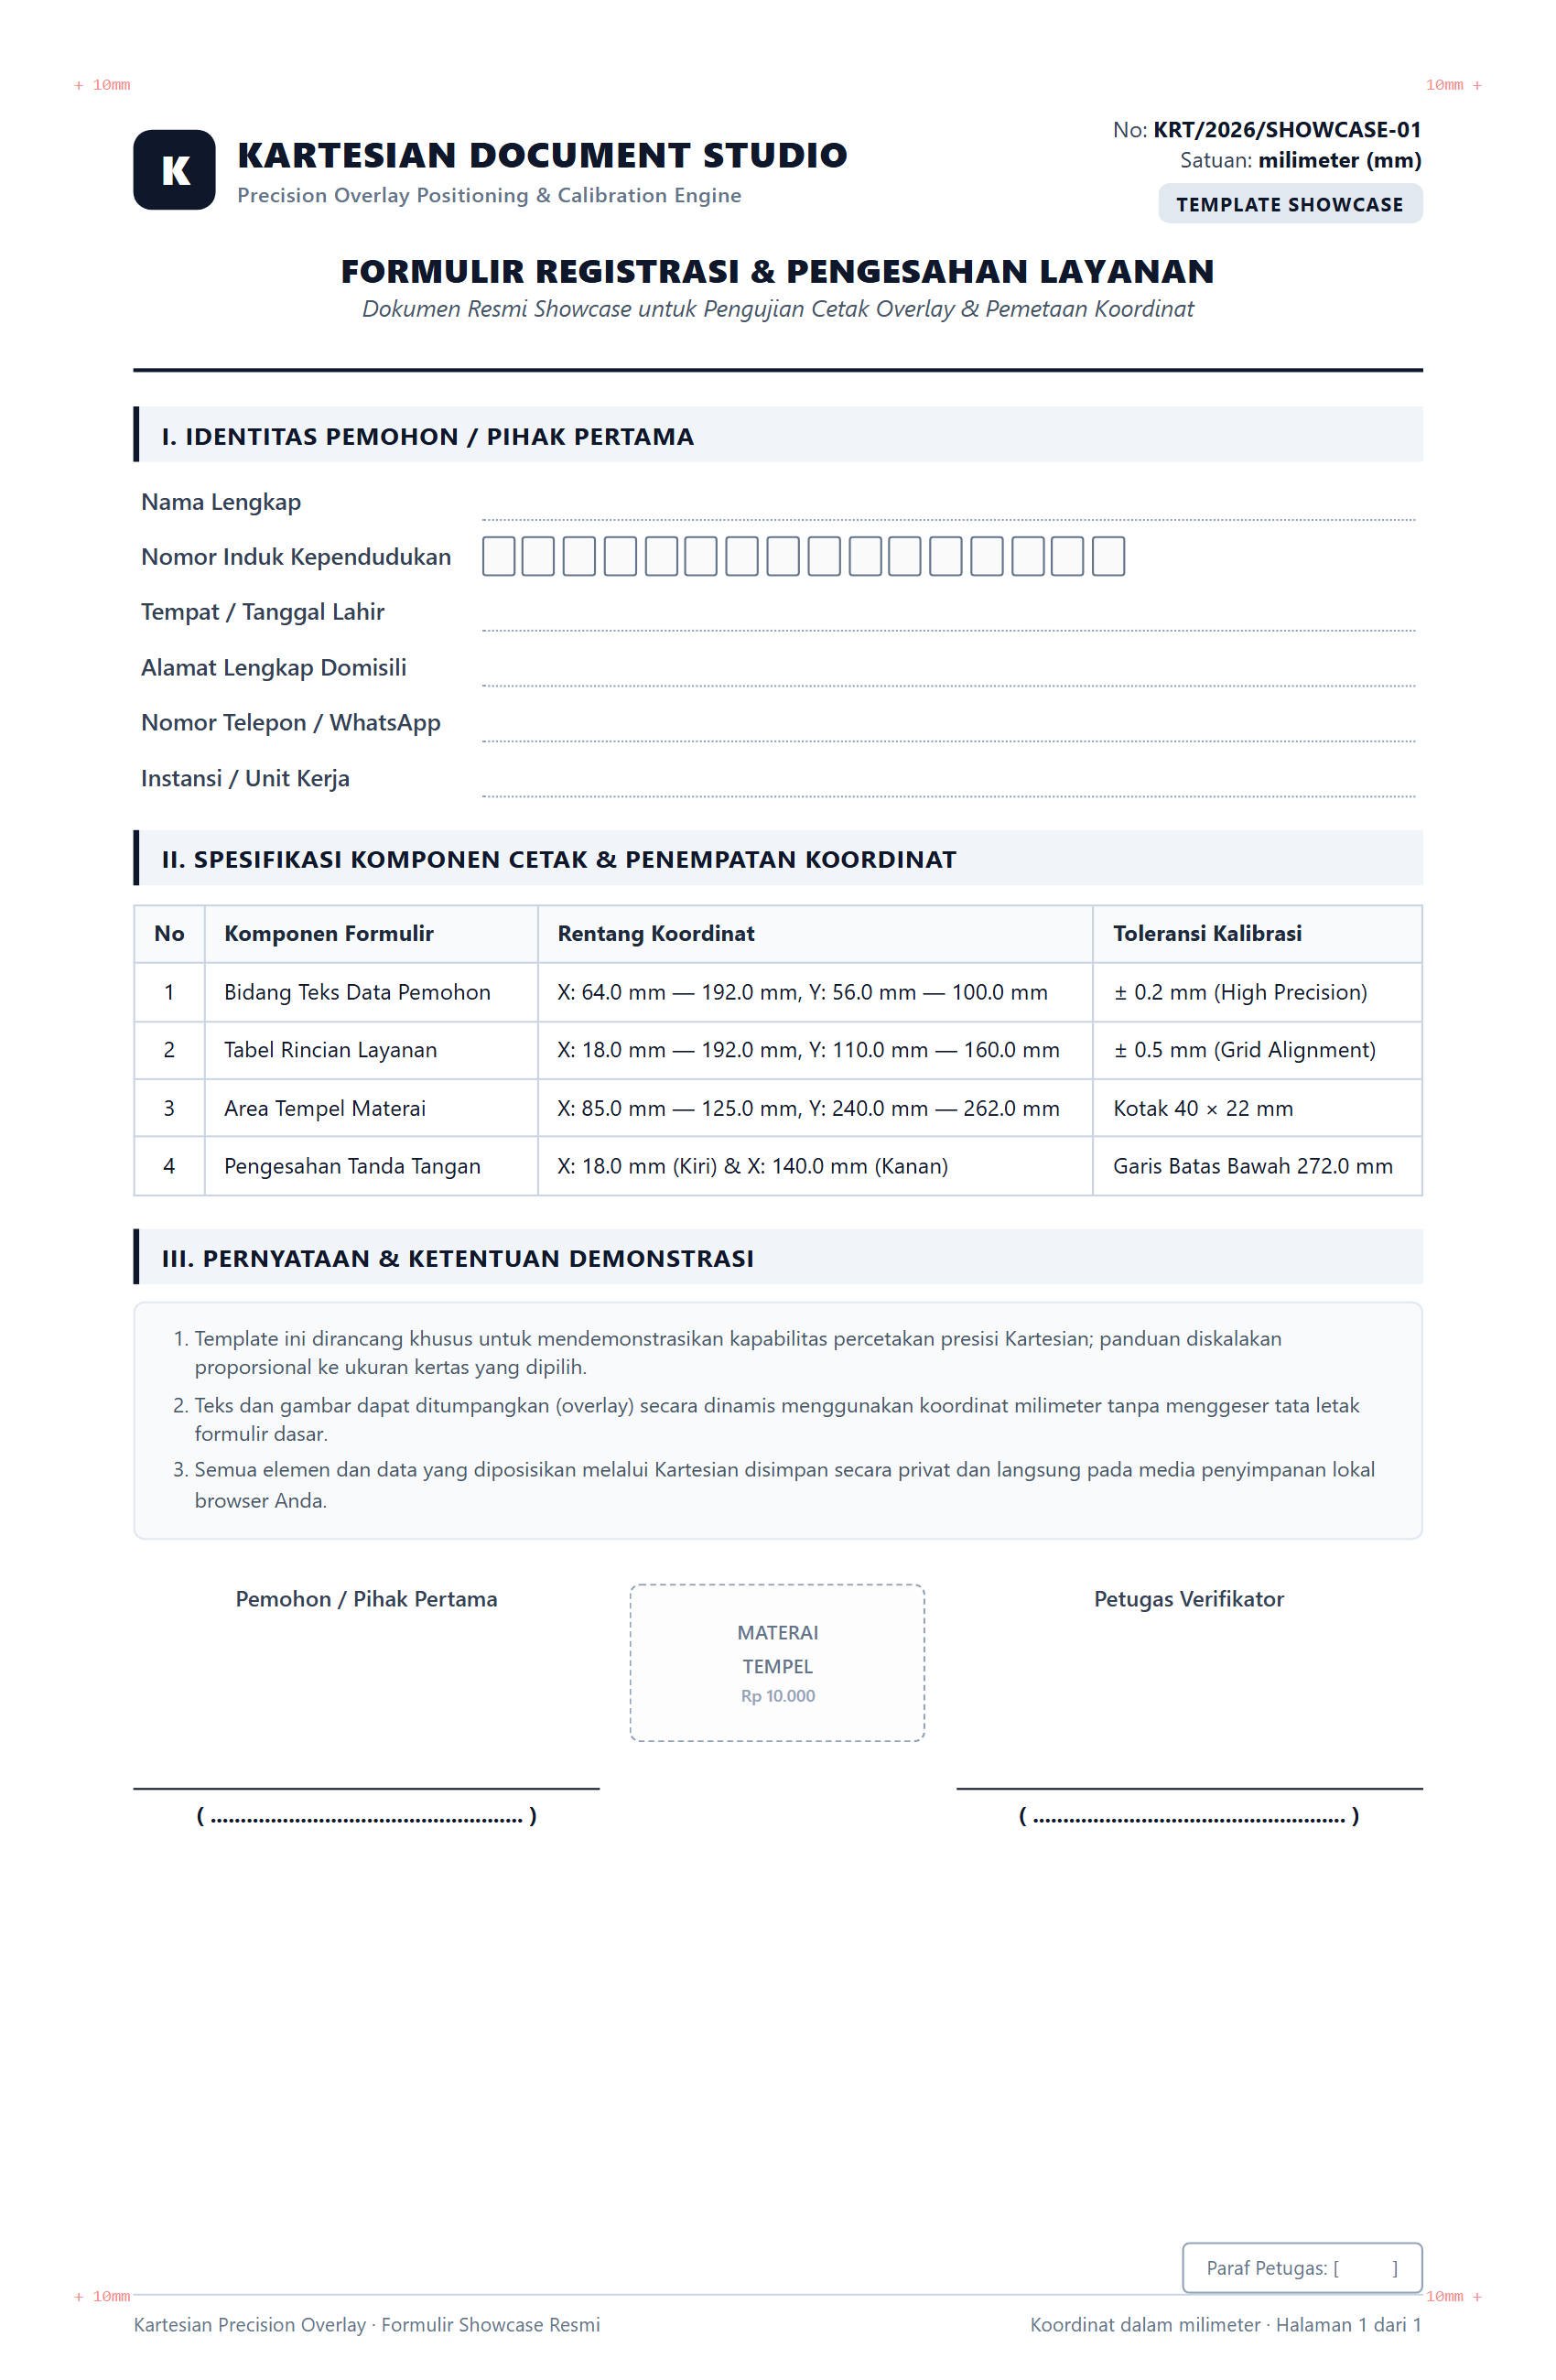 + 10mm
10mm +
K
KARTESIAN DOCUMENT STUDIO
Precision Overlay Positioning & Calibration Engine
No: KRT/2026/SHOWCASE-01
Satuan: milimeter (mm)
TEMPLATE SHOWCASE
FORMULIR REGISTRASI & PENGESAHAN LAYANAN
Dokumen Resmi Showcase untuk Pengujian Cetak Overlay & Pemetaan Koordinat
I. IDENTITAS PEMOHON / PIHAK PERTAMA
Nama Lengkap
Nomor Induk Kependudukan
Tempat / Tanggal Lahir
Alamat Lengkap Domisili
Nomor Telepon / WhatsApp
Instansi / Unit Kerja
II. SPESIFIKASI KOMPONEN CETAK & PENEMPATAN KOORDINAT
No Komponen Formulir Rentang Koordinat Toleransi Kalibrasi
1 Bidang Teks Data Pemohon X: 64.0 mm — 192.0 mm, Y: 56.0 mm — 100.0 mm ± 0.2 mm (High Precision)
2 Tabel Rincian Layanan X: 18.0 mm — 192.0 mm, Y: 110.0 mm — 160.0 mm ± 0.5 mm (Grid Alignment)
3 Area Tempel Materai X: 85.0 mm — 125.0 mm, Y: 240.0 mm — 262.0 mm Kotak 40 × 22 mm
4 Pengesahan Tanda Tangan X: 18.0 mm (Kiri) & X: 140.0 mm (Kanan) Garis Batas Bawah 272.0 mm
III. PERNYATAAN & KETENTUAN DEMONSTRASI
1. Template ini dirancang khusus untuk mendemonstrasikan kapabilitas percetakan presisi Kartesian; panduan diskalakan
proporsional ke ukuran kertas yang dipilih.
2. Teks dan gambar dapat ditumpangkan (overlay) secara dinamis menggunakan koordinat milimeter tanpa menggeser tata letak
formulir dasar.
3. Semua elemen dan data yang diposisikan melalui Kartesian disimpan secara privat dan langsung pada media penyimpanan lokal
browser Anda.
Pemohon / Pihak Pertama
MATERAI
TEMPEL
Rp 10.000
Petugas Verifikator
( .................................................... )
( .................................................... )
Paraf Petugas: [ ]
+ 10mm
10mm +
Kartesian Precision Overlay · Formulir Showcase Resmi
Koordinat dalam milimeter · Halaman 1 dari 1